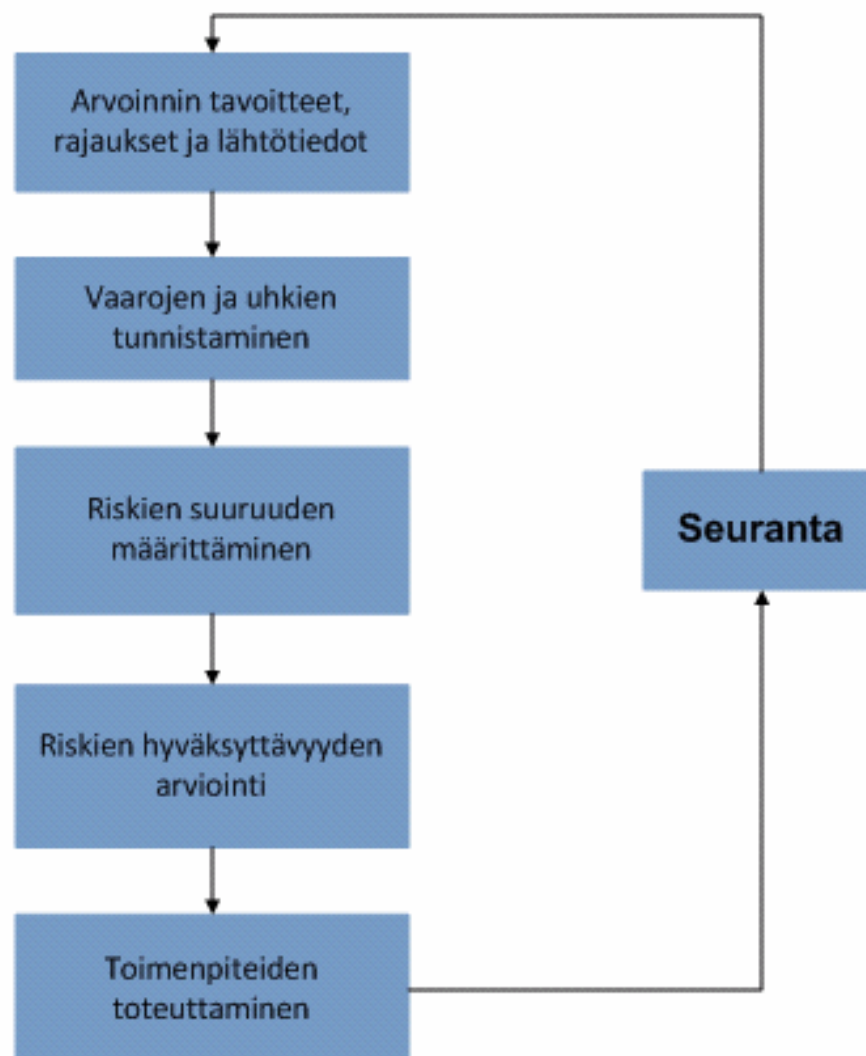 Arvoinnin tavoitteet,
rajaukset ja lähtötiedot
Vaarojen ja uhkien
tunnistaminen
Riskien suuruuden
määrittäminen
Seuranta
Riskien hyväksyttävyyden
arviointi
Toimenpiteiden
toteuttaminen